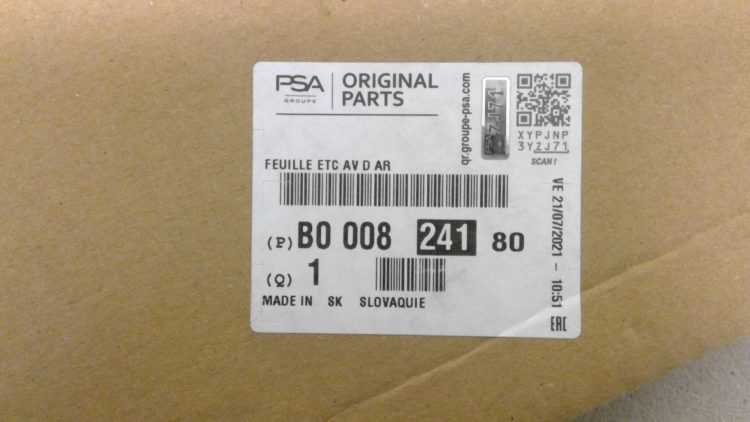 PSA
GROUPE
ORIGINAL
PARTS
qr.groupe-psa.com
ZJ71
XYPJNP
3YZJ71
SCAN !
FEUILLE ETC AV D AR
(P) B0 008 241 80
(Q) 1
MADE IN SK SLOVAQUIE
VE 21/07/2021 - 10:51
EAC